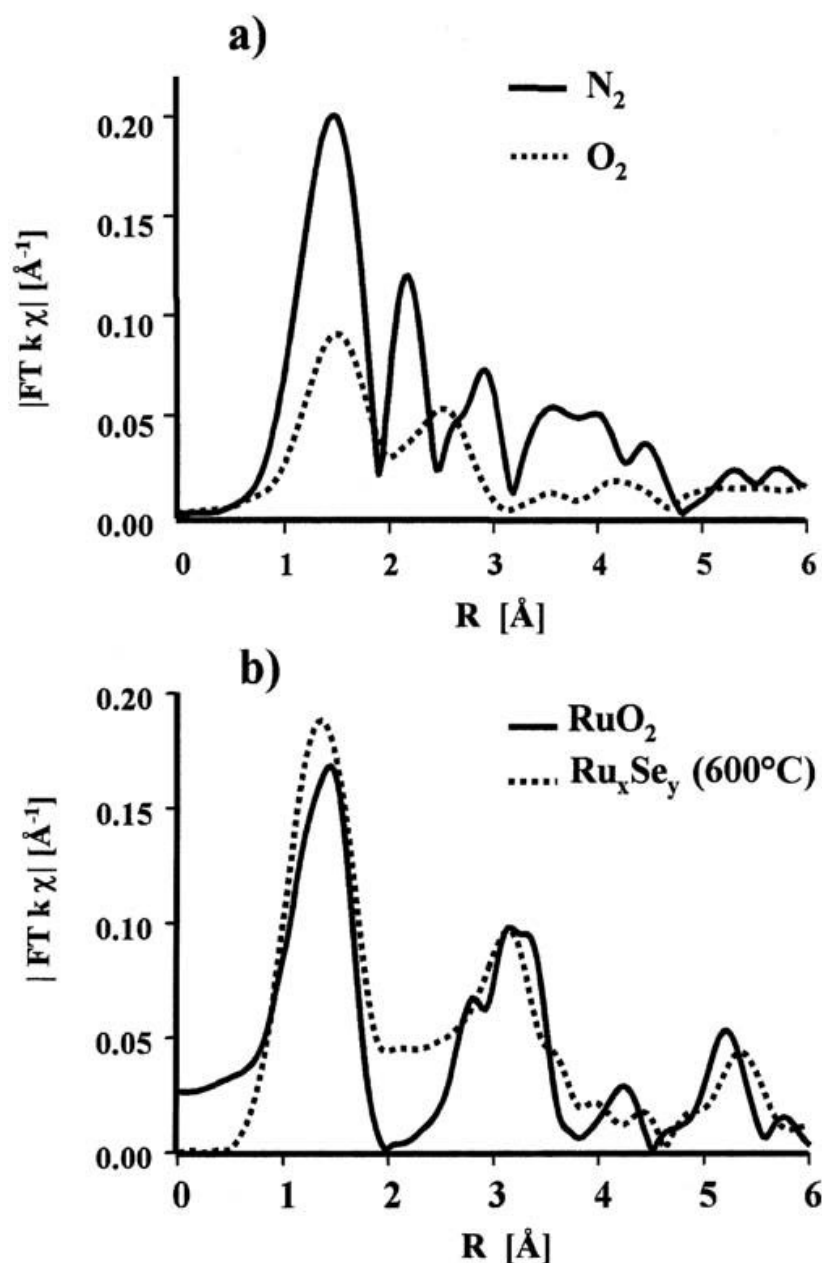 a)
N₂
O₂
|FT k χ| [Å⁻¹]
0.20
0.15
0.10
0.05
0.00
0 1 2 3 4 5 6
R [Å]
b)
RuO₂
RuₓSeᵧ (600°C)
|FT k χ| [Å⁻¹]
0.20
0.15
0.10
0.05
0.00
0 1 2 3 4 5 6
R [Å]